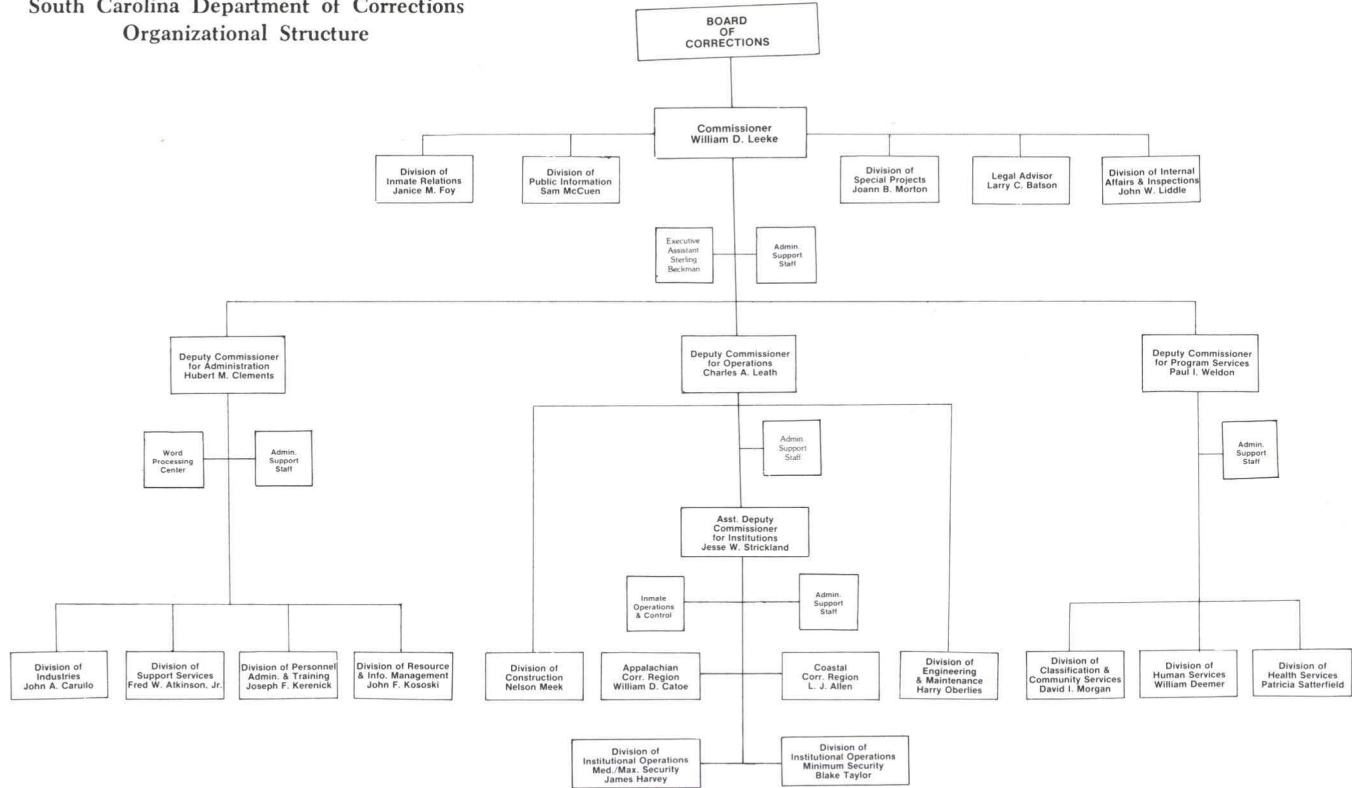 South Carolina Department of Corrections
Organizational Structure
BOARD
OF
CORRECTIONS
Commissioner
William D. Leeke
Division of
Inmate Relations
Janice M. Foy
Division of
Public Information
Sam McCuen
Division of
Special Projects
Joann B. Morton
Legal Advisor
Larry C. Batson
Division of Internal
Affairs & Inspections
John W. Liddle
Executive
Assistant
Sterling
Beckman
Admin.
Support
Staff
Deputy Commissioner
for Administration
Hubert M. Clements
Deputy Commissioner
for Operations
Charles A. Leath
Deputy Commissioner
for Program Services
Paul I. Weldon
Word
Processing
Center
Admin.
Support
Staff
Admin.
Support
Staff
Admin.
Support
Staff
Asst. Deputy
Commissioner
for Institutions
Jesse W. Strickland
Inmate
Operations
& Control
Admin.
Support
Staff
Division of
Industries
John A. Caruilo
Division of
Support Services
Fred W. Atkinson, Jr.
Division of Personnel
Admin. & Training
Joseph F. Kerenick
Division of Resource
& Info. Management
John F. Kososki
Division of
Construction
Nelson Meek
Appalachian
Corr. Region
William D. Catoe
Coastal
Corr. Region
L. J. Allen
Division of
Engineering
& Maintenance
Harry Oberlies
Division of
Classification &
Community Services
David I. Morgan
Division of
Human Services
William Deemer
Division of
Health Services
Patricia Satterfield
Division of
Institutional Operations
Med./Max. Security
James Harvey
Division of
Institutional Operations
Minimum Security
Blake Taylor